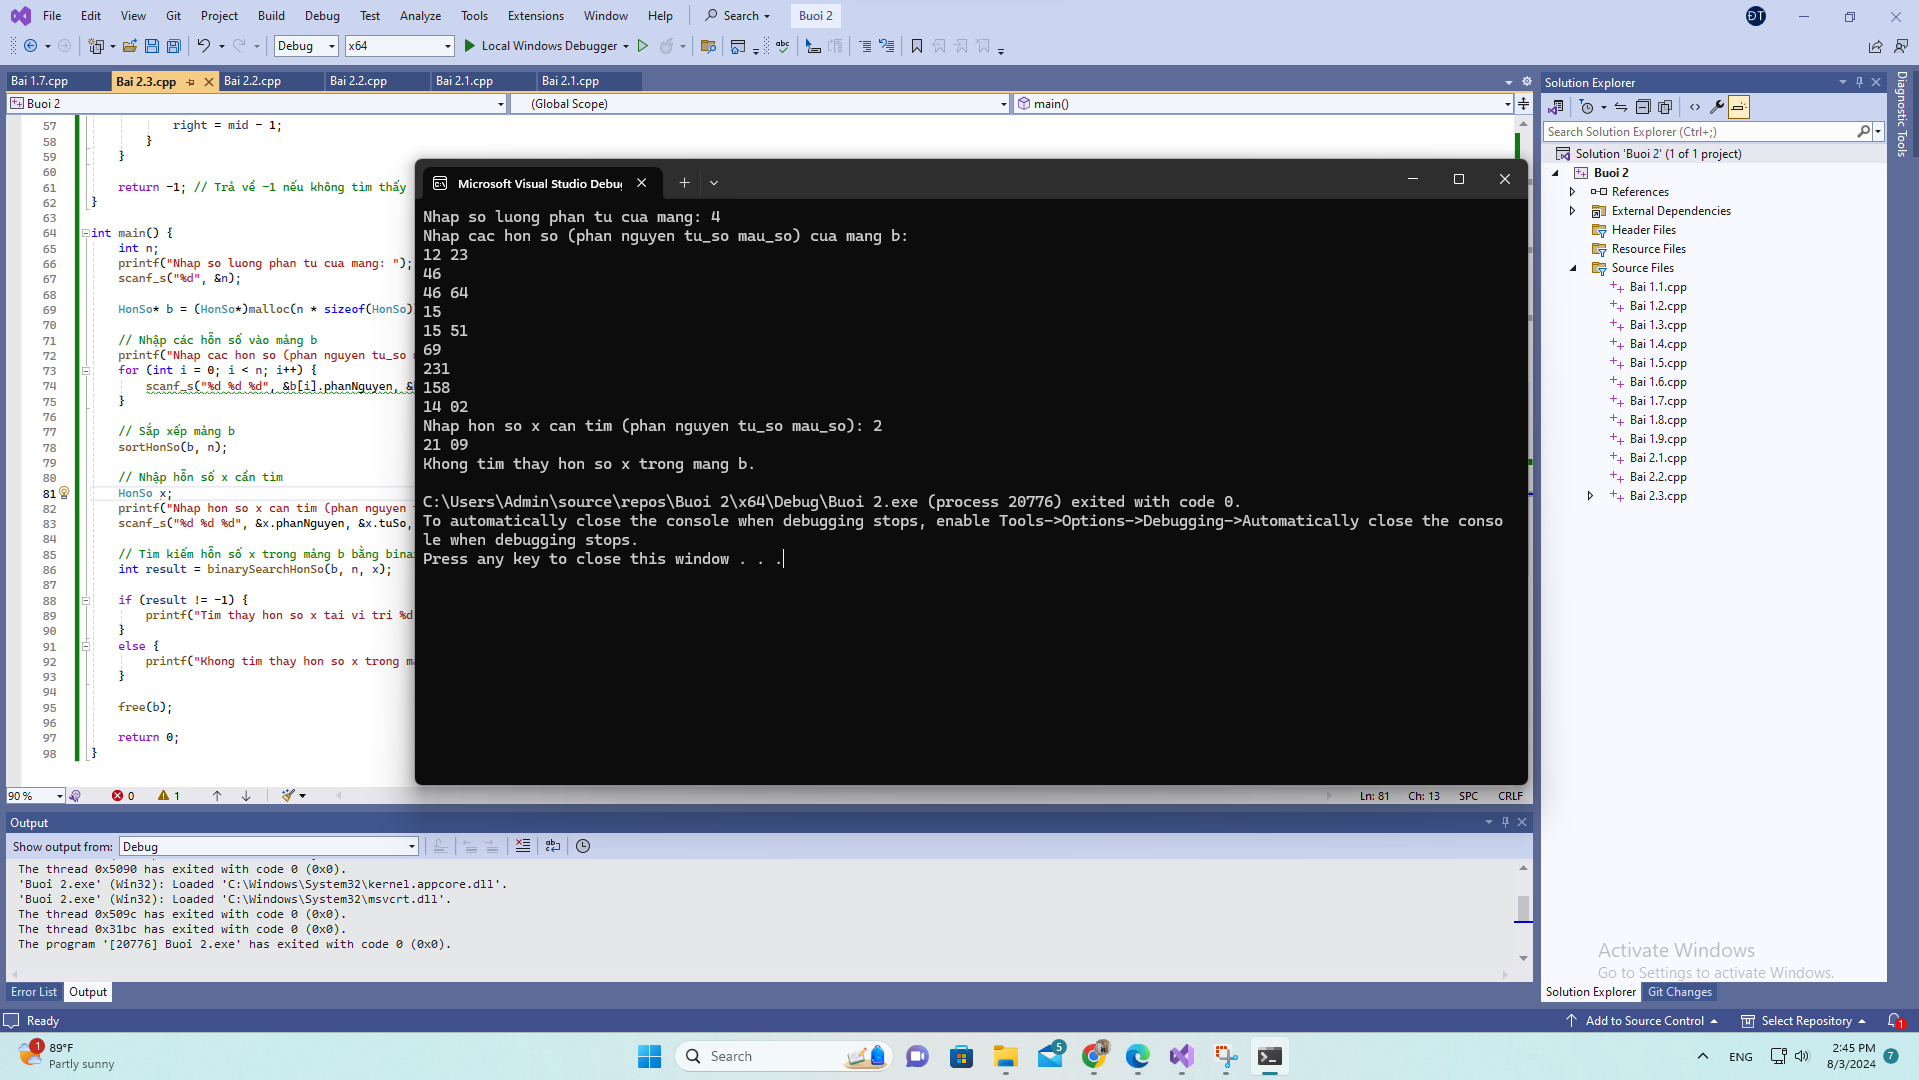 File Edit View Git Project Build Debug Test Analyze Tools Extensions Window Help Search Buoi 2 ĐT
Debug x64 Local Windows Debugger
Bai 1.7.cpp Bai 2.3.cpp Bai 2.2.cpp Bai 2.2.cpp Bai 2.1.cpp Bai 2.1.cpp
Buoi 2 (Global Scope) main()
57 right = mid - 1;
58 }
59 }
60
61 return -1; // Trả về -1 nếu không tìm thấy
62 }
63
64 int main() {
65 int n;
66 printf("Nhap so luong phan tu cua mang: ");
67 scanf_s("%d", &n);
68
69 HonSo* b = (HonSo*)malloc(n * sizeof(HonSo)
70
71 // Nhập các hỗn số vào mảng b
72 printf("Nhap cac hon so (phan nguyen tu_so
73 for (int i = 0; i < n; i++) {
74 scanf_s("%d %d %d", &b[i].phanNguyen,
75 }
76
77 // Sắp xếp mảng b
78 sortHonSo(b, n);
79
80 // Nhập hỗn số x cần tìm
81 HonSo x;
82 printf("Nhap hon so x can tim (phan nguyen
83 scanf_s("%d %d %d", &x.phanNguyen, &x.tuSo,
84
85 // Tìm kiếm hỗn số x trong mảng b bằng binar
86 int result = binarySearchHonSo(b, n, x);
87
88 if (result != -1) {
89 printf("Tim thay hon so x tai vi tri %d
90 }
91 else {
92 printf("Khong tim thay hon so x trong ma
93 }
94
95 free(b);
96
97 return 0;
98 }
Microsoft Visual Studio Debug
Nhap so luong phan tu cua mang: 4
Nhap cac hon so (phan nguyen tu_so mau_so) cua mang b:
12 23
46
46 64
15
15 51
69
231
158
14 02
Nhap hon so x can tim (phan nguyen tu_so mau_so): 2
21 09
Khong tim thay hon so x trong mang b.
C:\Users\Admin\source\repos\Buoi 2\x64\Debug\Buoi 2.exe (process 20776) exited with code 0.
To automatically close the console when debugging stops, enable Tools->Options->Debugging->Automatically close the conso
le when debugging stops.
Press any key to close this window . . .
90 % 0 1 Ln: 81 Ch: 13 SPC CRLF
Output
Show output from: Debug
The thread 0x5090 has exited with code 0 (0x0).
'Buoi 2.exe' (Win32): Loaded 'C:\Windows\System32\kernel.appcore.dll'.
'Buoi 2.exe' (Win32): Loaded 'C:\Windows\System32\msvcrt.dll'.
The thread 0x509c has exited with code 0 (0x0).
The thread 0x31bc has exited with code 0 (0x0).
The program '[20776] Buoi 2.exe' has exited with code 0 (0x0).
Error List Output
Solution Explorer
Search Solution Explorer (Ctrl+;)
Solution 'Buoi 2' (1 of 1 project)
Buoi 2
References
External Dependencies
Header Files
Resource Files
Source Files
Bai 1.1.cpp
Bai 1.2.cpp
Bai 1.3.cpp
Bai 1.4.cpp
Bai 1.5.cpp
Bai 1.6.cpp
Bai 1.7.cpp
Bai 1.8.cpp
Bai 1.9.cpp
Bai 2.1.cpp
Bai 2.2.cpp
Bai 2.3.cpp
Activate Windows
Go to Settings to activate Windows.
Solution Explorer Git Changes
Diagnostic Tools
Ready Add to Source Control Select Repository 1
1 89°F
Partly sunny
Search 5 ENG
2:45 PM
8/3/2024 7